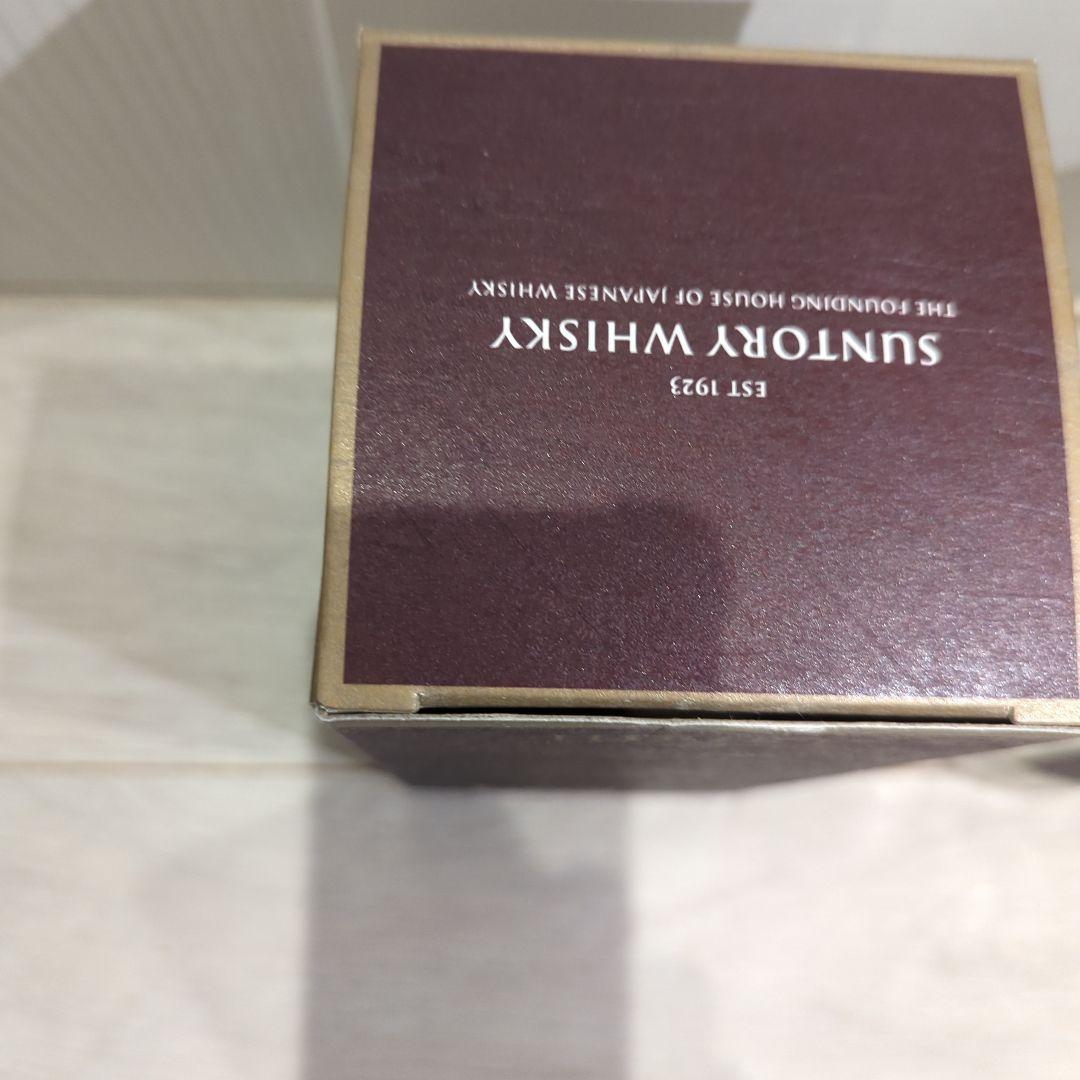 EST 1923
SUNTORY WHISKY
THE FOUNDING HOUSE OF JAPANESE WHISKY